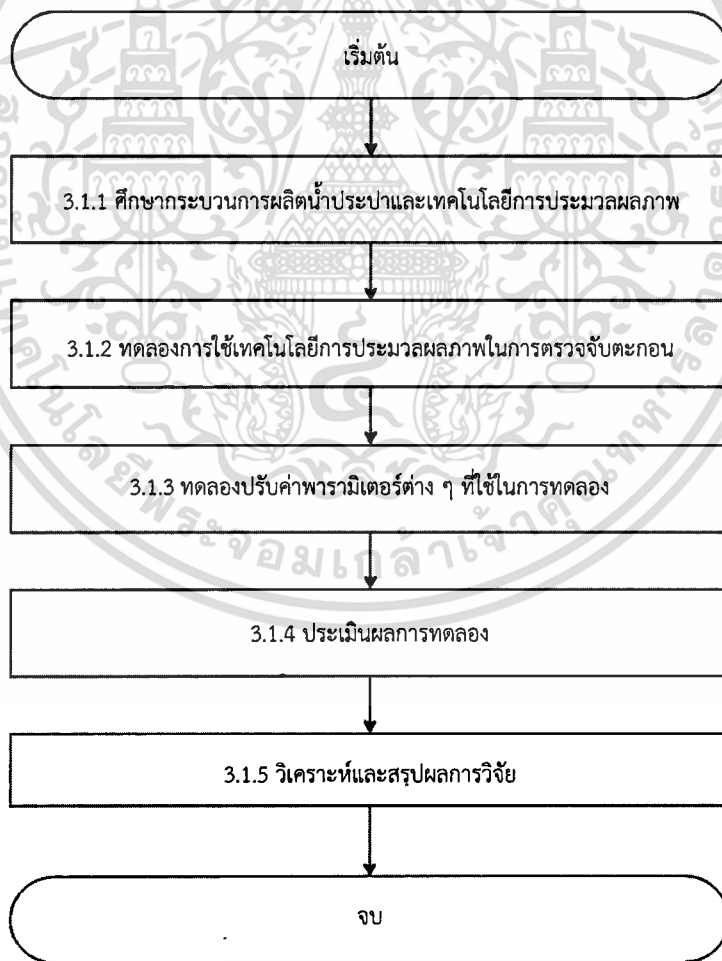 เริ่มต้น
3.1.1 ศึกษากระบวนการผลิตน้ำประปาและเทคโนโลยีการประมวลผลภาพ
3.1.2 ทดลองการใช้เทคโนโลยีการประมวลผลภาพในการตรวจจับตะกอน
3.1.3 ทดลองปรับค่าพารามิเตอร์ต่าง ๆ ที่ใช้ในการทดลอง
3.1.4 ประเมินผลการทดลอง
3.1.5 วิเคราะห์และสรุปผลการวิจัย
จบ